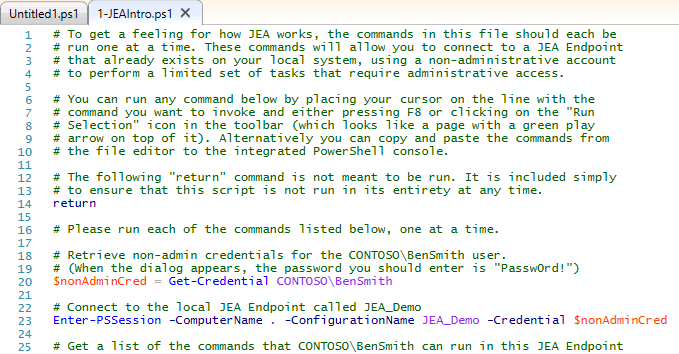 Untitled1.ps1 1-JEAIntro.ps1 X
1 # To get a feeling for how JEA works, the commands in this file should each be
2 # run one at a time. These commands will allow you to connect to a JEA Endpoint
3 # that already exists on your local system, using a non-administrative account
4 # to perform a limited set of tasks that require administrative access.
5
6 # You can run any command below by placing your cursor on the line with the
7 # command you want to invoke and either pressing F8 or clicking on the "Run
8 # Selection" icon in the toolbar (which looks like a page with a green play
9 # arrow on top of it). Alternatively you can copy and paste the commands from
10 # the file editor to the integrated PowerShell console.
11
12 # The following "return" command is not meant to be run. It is included simply
13 # to ensure that this script is not run in its entirety at any time.
14 return
15
16 # Please run each of the commands listed below, one at a time.
17
18 # Retrieve non-admin credentials for the CONTOSO\BenSmith user.
19 # (When the dialog appears, the password you should enter is "Passw0rd!")
20 $nonAdminCred = Get-Credential CONTOSO\BenSmith
21
22 # Connect to the local JEA Endpoint called JEA_Demo
23 Enter-PSSession -ComputerName . -ConfigurationName JEA_Demo -Credential $nonAdminCred
24
25 # Get a list of the commands that CONTOSO\BenSmith can run in this JEA Endpoint